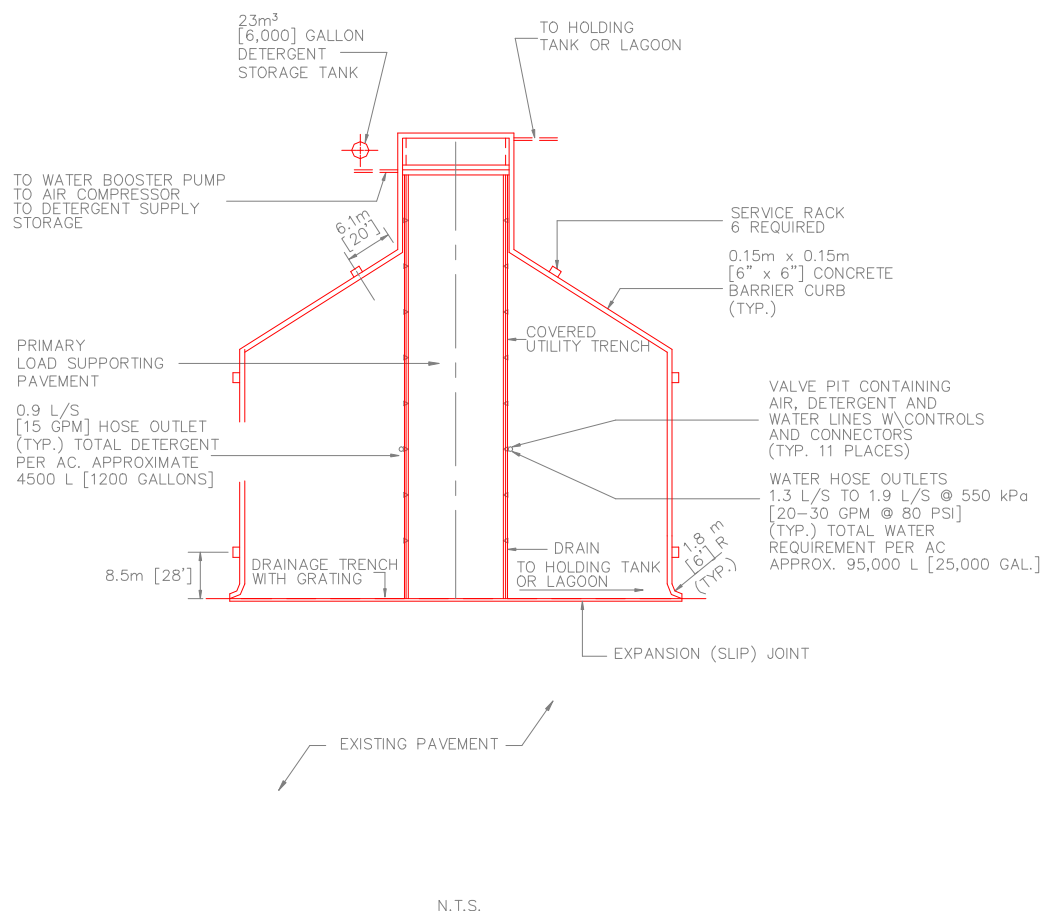 23m³
[6,000] GALLON
DETERGENT
STORAGE TANK
TO HOLDING
TANK OR LAGOON
TO WATER BOOSTER PUMP
TO AIR COMPRESSOR
TO DETERGENT SUPPLY
STORAGE
6.1m
[20']
SERVICE RACK
6 REQUIRED
0.15m x 0.15m
[6" x 6"] CONCRETE
BARRIER CURB
(TYP.)
COVERED
UTILITY TRENCH
PRIMARY
LOAD SUPPORTING
PAVEMENT
0.9 L/S
[15 GPM] HOSE OUTLET
(TYP.) TOTAL DETERGENT
PER AC. APPROXIMATE
4500 L [1200 GALLONS]
VALVE PIT CONTAINING
AIR, DETERGENT AND
WATER LINES W\CONTROLS
AND CONNECTORS
(TYP. 11 PLACES)
WATER HOSE OUTLETS
1.3 L/S TO 1.9 L/S @ 550 kPa
[20-30 GPM @ 80 PSI]
(TYP.) TOTAL WATER
REQUIREMENT PER AC
APPROX. 95,000 L [25,000 GAL.]
8.5m [28']
DRAINAGE TRENCH
WITH GRATING
DRAIN
TO HOLDING TANK
OR LAGOON
1.8 m
[6'] R
(TYP.)
EXPANSION (SLIP) JOINT
EXISTING PAVEMENT
N.T.S.